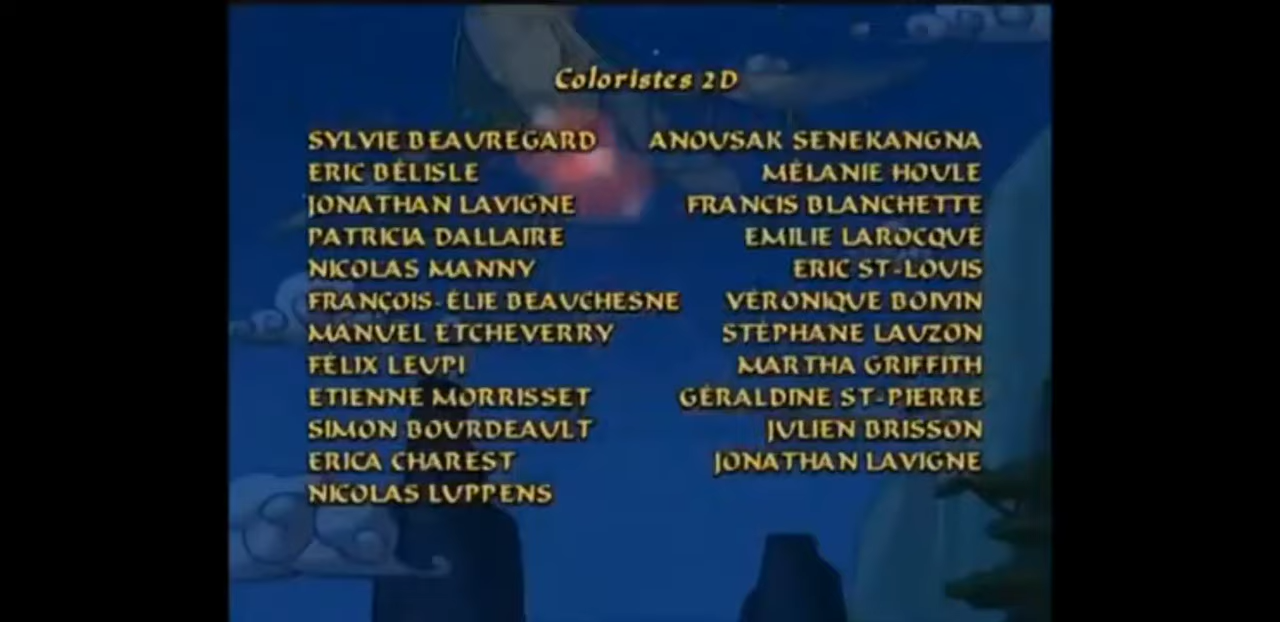 Coloristes 2D
SYLVIE BEAUREGARD ANOUSAK SENEKANGNA
ERIC BÉLISLE MÉLANIE HOULE
JONATHAN LAVIGNE FRANCIS BLANCHETTE
PATRICIA DALLAIRE EMILIE LAROCQUE
NICOLAS MANNY ERIC ST-LOUIS
FRANÇOIS-ÉLIE BEAUCHESNE VÉRONIQUE BOIVIN
MANUEL ETCHEVERRY STÉPHANE LAUZON
FÉLIX LEUPI MARTHA GRIFFITH
ETIENNE MORRISSET GÉRALDINE ST-PIERRE
SIMON BOURDEAULT JULIEN BRISSON
ERICA CHAREST JONATHAN LAVIGNE
NICOLAS LUPPENS